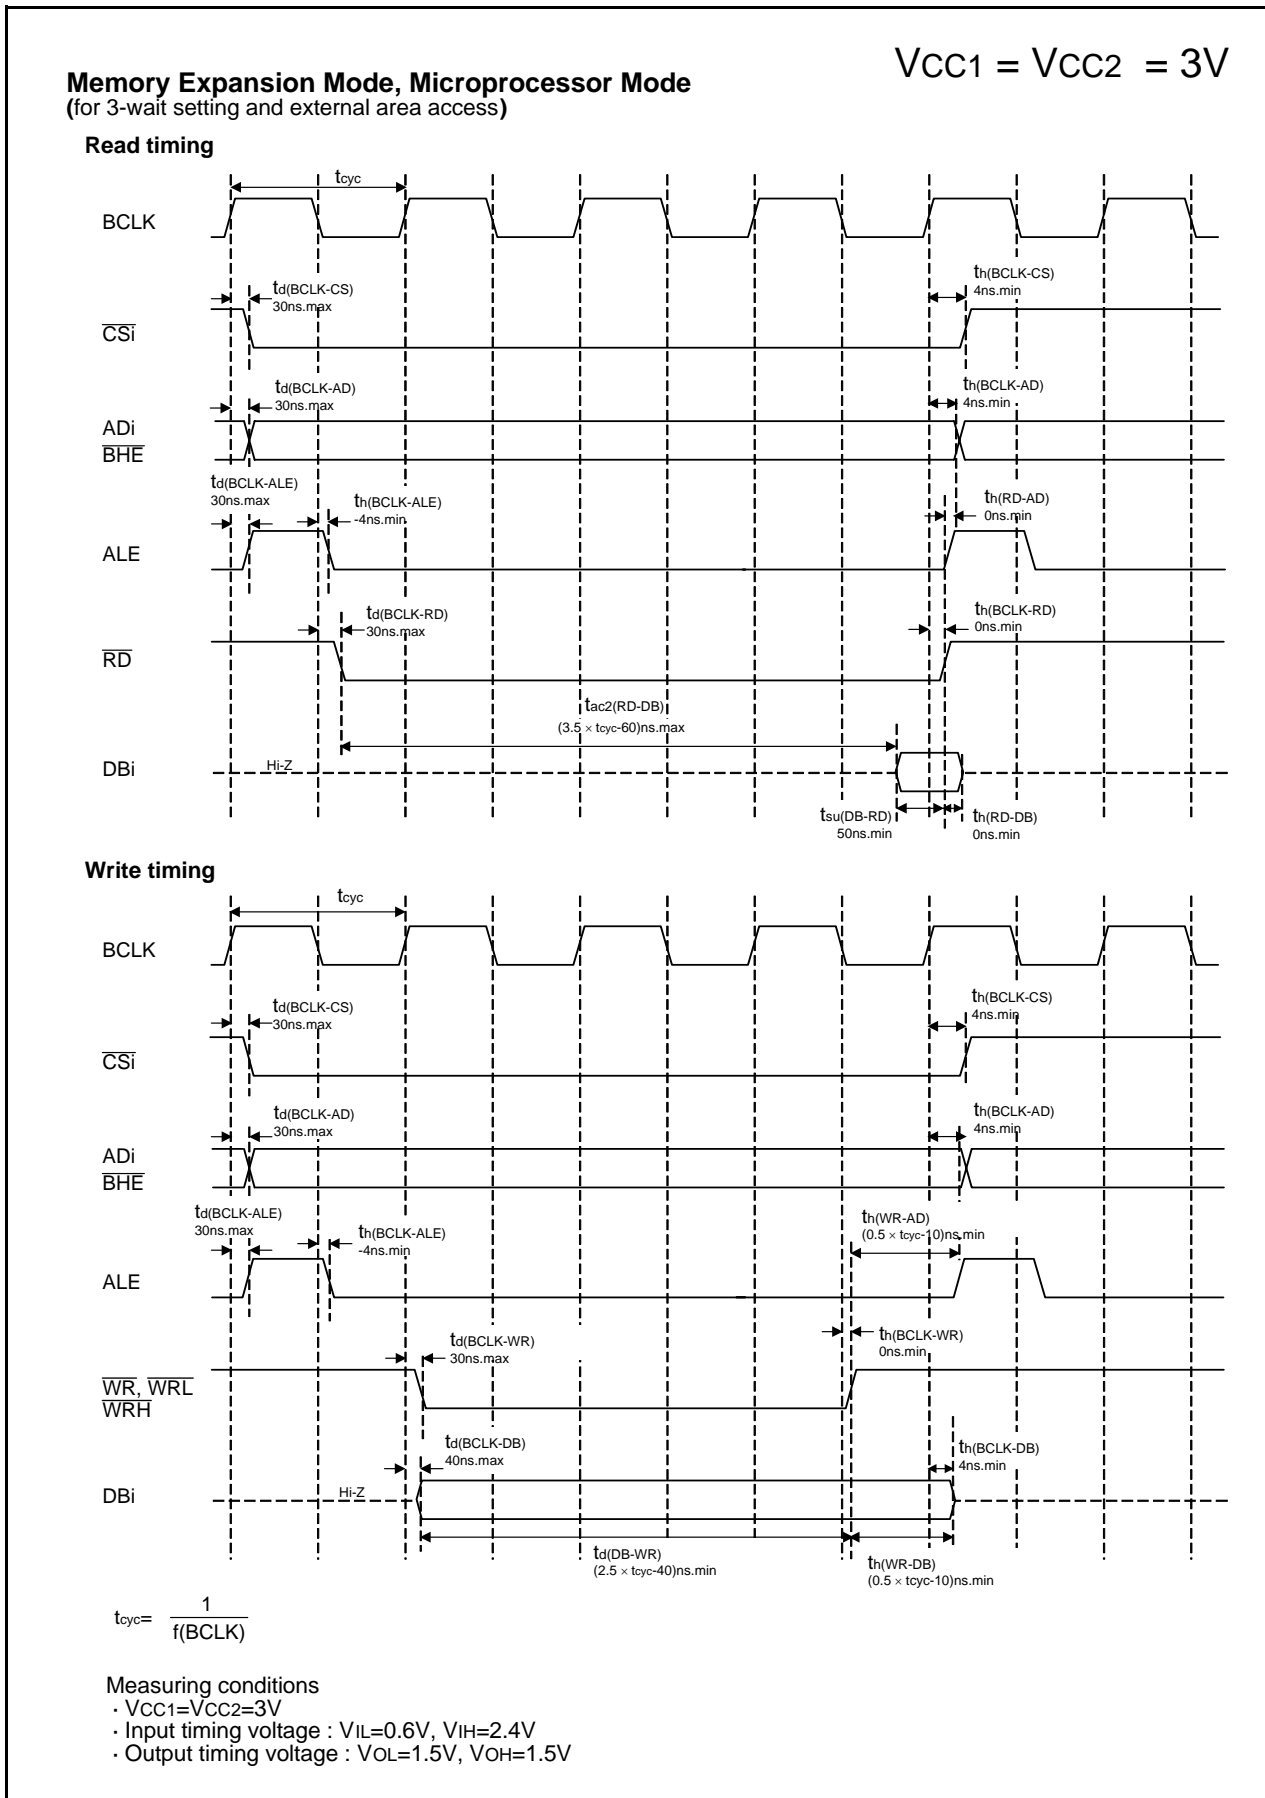 VCC1 = VCC2 = 3V
Memory Expansion Mode, Microprocessor Mode
(for 3-wait setting and external area access)
Read timing
tcyc
BCLK
td(BCLK-CS)
30ns.max
th(BCLK-CS)
4ns.min
CSi
td(BCLK-AD)
30ns.max
th(BCLK-AD)
4ns.min
ADi
BHE
td(BCLK-ALE)
30ns.max
th(BCLK-ALE)
-4ns.min
th(RD-AD)
0ns.min
ALE
td(BCLK-RD)
30ns.max
th(BCLK-RD)
0ns.min
RD
tac2(RD-DB)
(3.5 × tcyc-60)ns.max
DBi
Hi-Z
tsu(DB-RD)
50ns.min
th(RD-DB)
0ns.min
Write timing
tcyc
BCLK
td(BCLK-CS)
30ns.max
th(BCLK-CS)
4ns.min
CSi
td(BCLK-AD)
30ns.max
th(BCLK-AD)
4ns.min
ADi
BHE
td(BCLK-ALE)
30ns.max
th(BCLK-ALE)
-4ns.min
th(WR-AD)
(0.5 × tcyc-10)ns.min
ALE
td(BCLK-WR)
30ns.max
th(BCLK-WR)
0ns.min
WR, WRL
WRH
td(BCLK-DB)
40ns.max
th(BCLK-DB)
4ns.min
DBi
Hi-Z
td(DB-WR)
(2.5 × tcyc-40)ns.min
th(WR-DB)
(0.5 × tcyc-10)ns.min
tcyc= 1
f(BCLK)
Measuring conditions
· VCC1=VCC2=3V
· Input timing voltage : VIL=0.6V, VIH=2.4V
· Output timing voltage : VOL=1.5V, VOH=1.5V